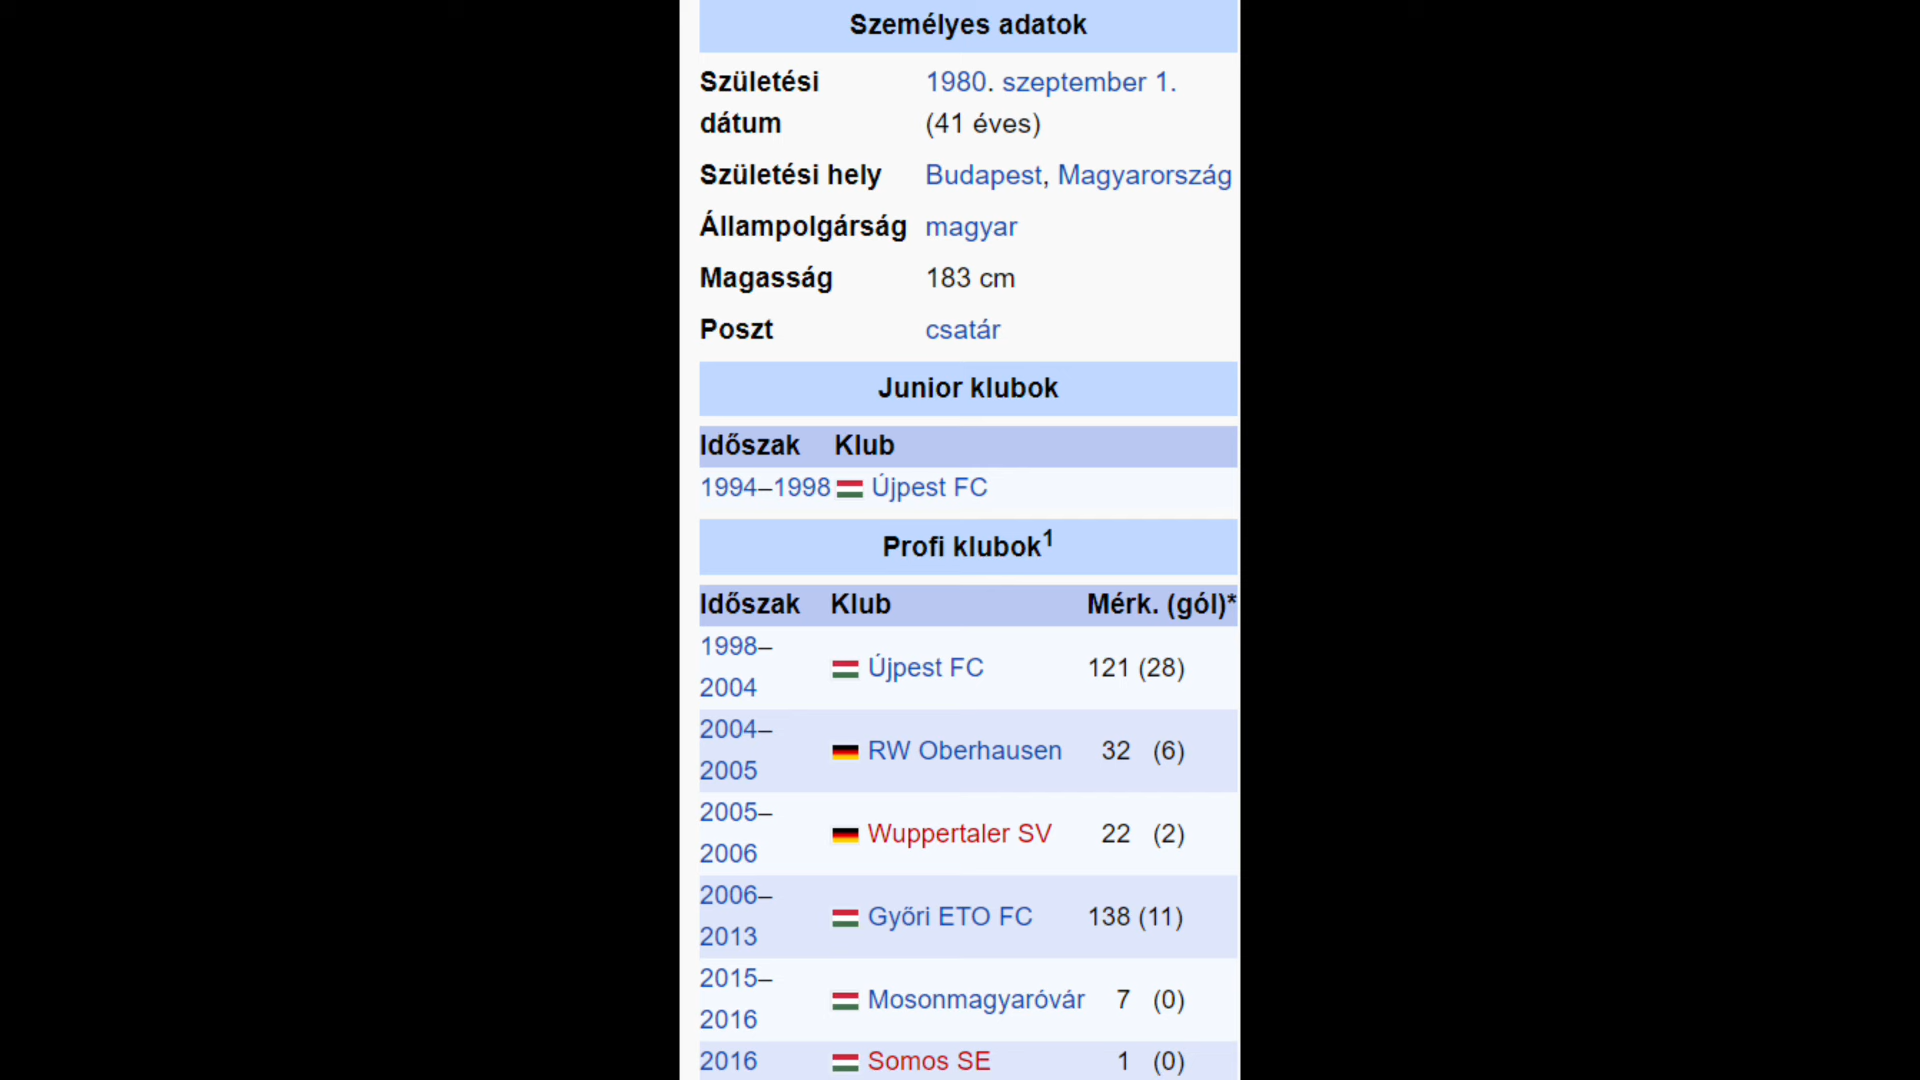 Személyes adatok
Születési dátum 1980. szeptember 1. (41 éves)
Születési hely Budapest, Magyarország
Állampolgárság magyar
Magasság 183 cm
Poszt csatár
Junior klubok
Időszak Klub
1994–1998 Újpest FC
Profi klubok1
Időszak Klub Mérk. (gól)*
1998–2004 Újpest FC 121 (28)
2004–2005 RW Oberhausen 32 (6)
2005–2006 Wuppertaler SV 22 (2)
2006–2013 Győri ETO FC 138 (11)
2015–2016 Mosonmagyaróvár 7 (0)
2016 Somos SE 1 (0)